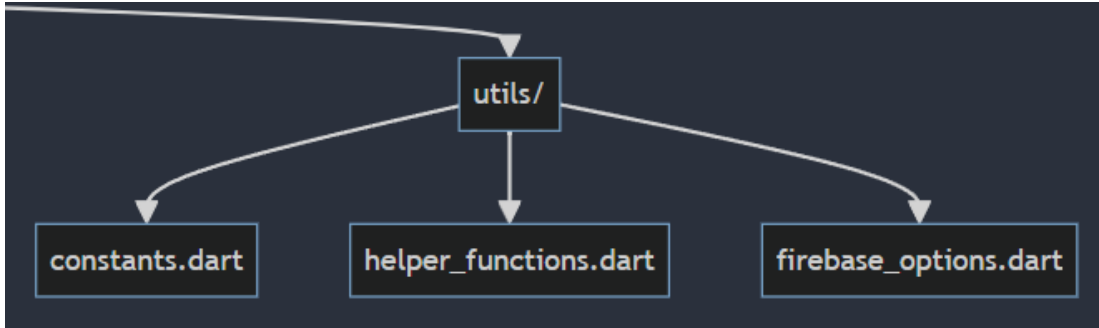 utils/
constants.dart
helper_functions.dart
firebase_options.dart